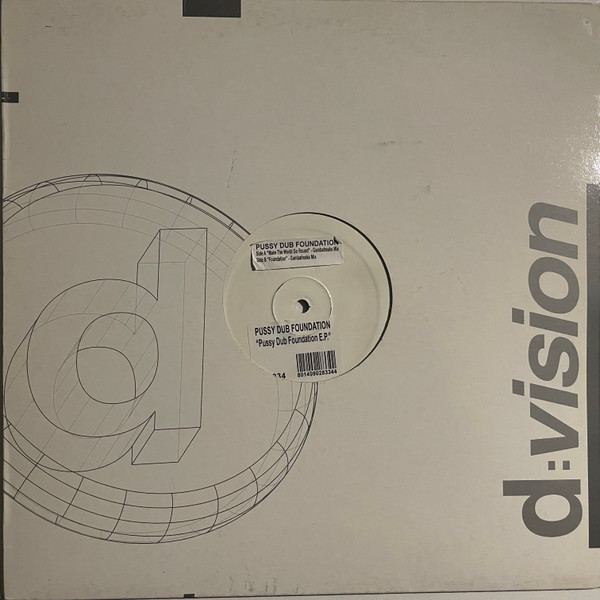 PUSSY DUB FOUNDATION
Side A "Make The World Go Round" - Gambafreaks Mix
Side B "Foundation" - Gambafreaks Mix
PUSSY DUB FOUNDATION
"Pussy Dub Foundation E.P."
334
8014090283344
d:vision
d